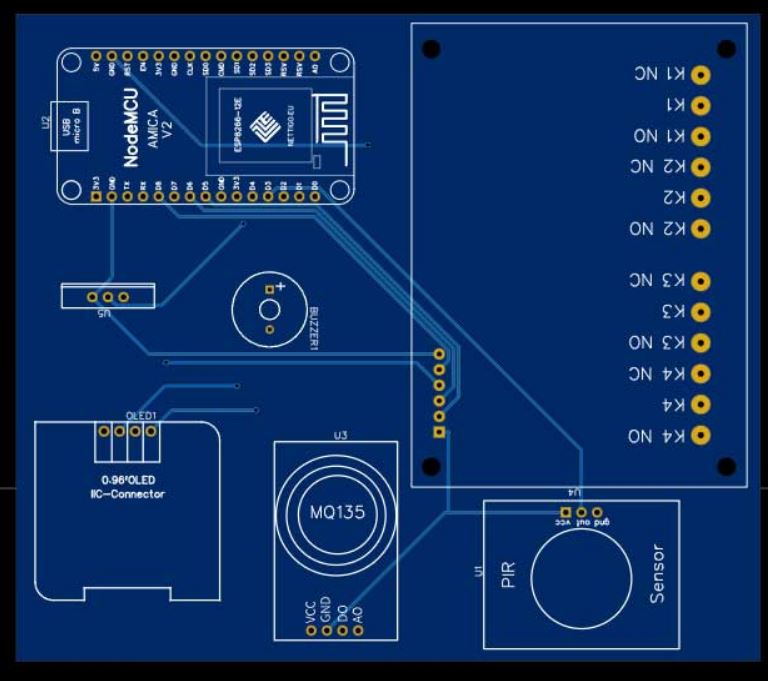 5V
GND
RST
EN
3V3
GND
CLK
SD0
CMD
SD1
SD2
SD3
RSV
RSV
A0
U2
USB
micro B
NodeMCU
AMICA
V2
ESP8266-12E
NETTIGO.EU
3V3
GND
TX
RX
D8
D7
D6
D5
GND
3V3
D4
D3
D2
D1
D0
K1 NC
K1
K1 NO
K2 NC
K2
K2 NO
K3 NC
K3
K3 NO
K4 NC
K4
K4 NO
U5
+
BUZZER1
OLED1
0.96"OLED
IIC-Connector
U3
MQ135
VCC
GND
DO
AO
U4
vcc
out
gnd
U1
PIR
Sensor